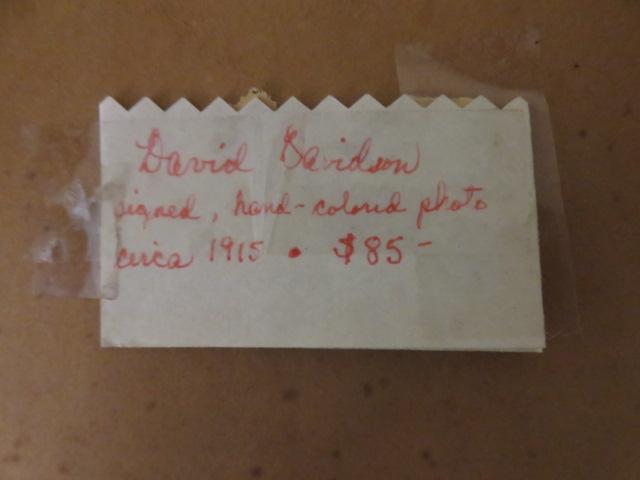 David Davidson
signed, hand-colored photo
circa 1915 • $85-